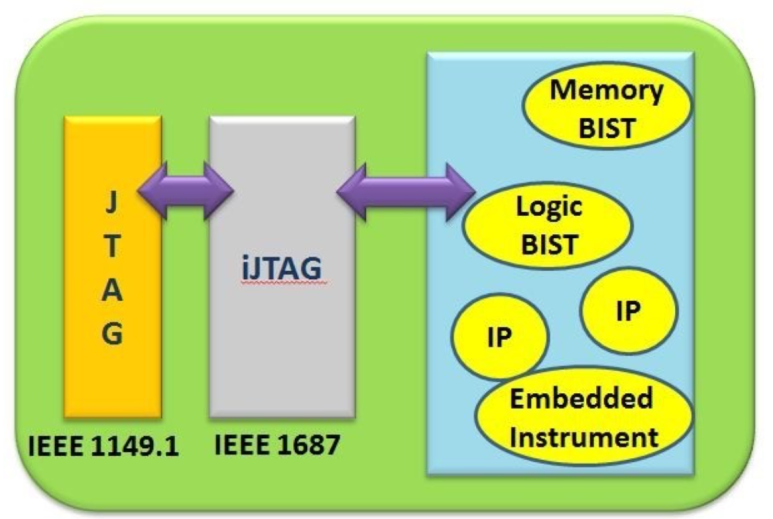 J
T
A
G
IEEE 1149.1
iJTAG
IEEE 1687
Memory
BIST
Logic
BIST
IP
IP
Embedded
Instrument